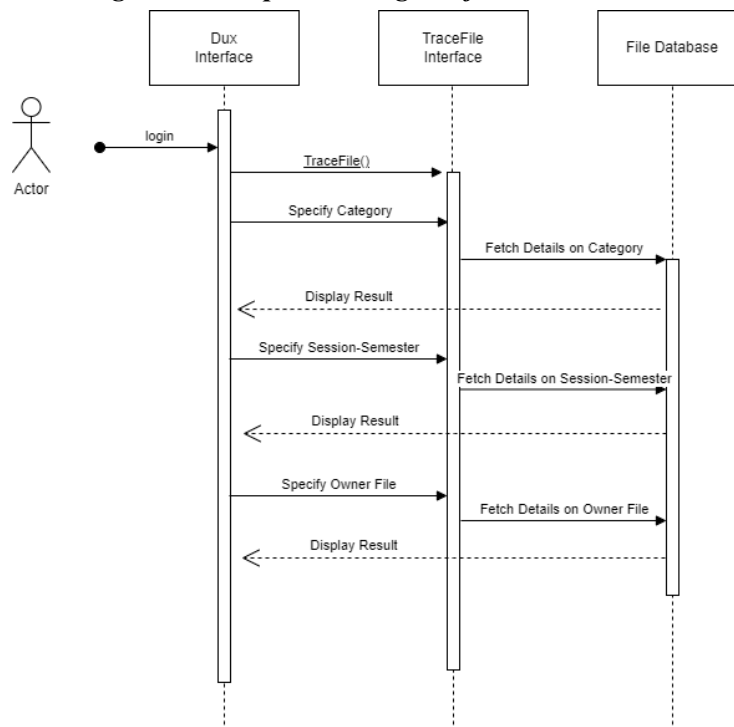 Dux
Interface
TraceFile
Interface
File Database
login
Actor
TraceFile()
Specify Category
Fetch Details on Category
Display Result
Specify Session-Semester
Fetch Details on Session-Semester
Display Result
Specify Owner File
Fetch Details on Owner File
Display Result